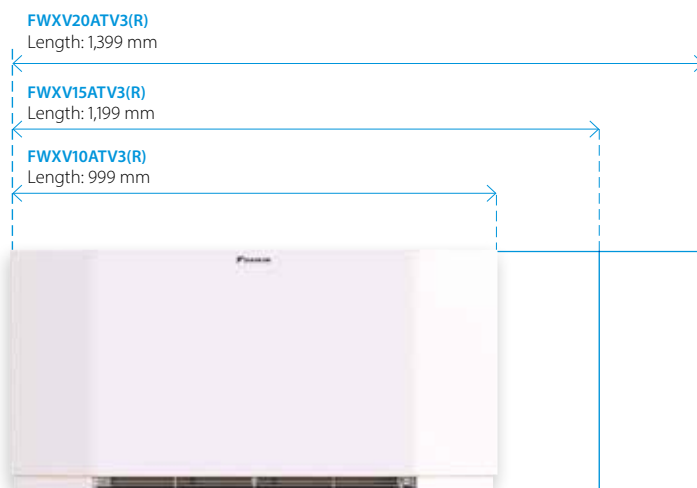 FWXV20ATV3(R)
Length: 1,399 mm
FWXV15ATV3(R)
Length: 1,199 mm
FWXV10ATV3(R)
Length: 999 mm
DAIKIN